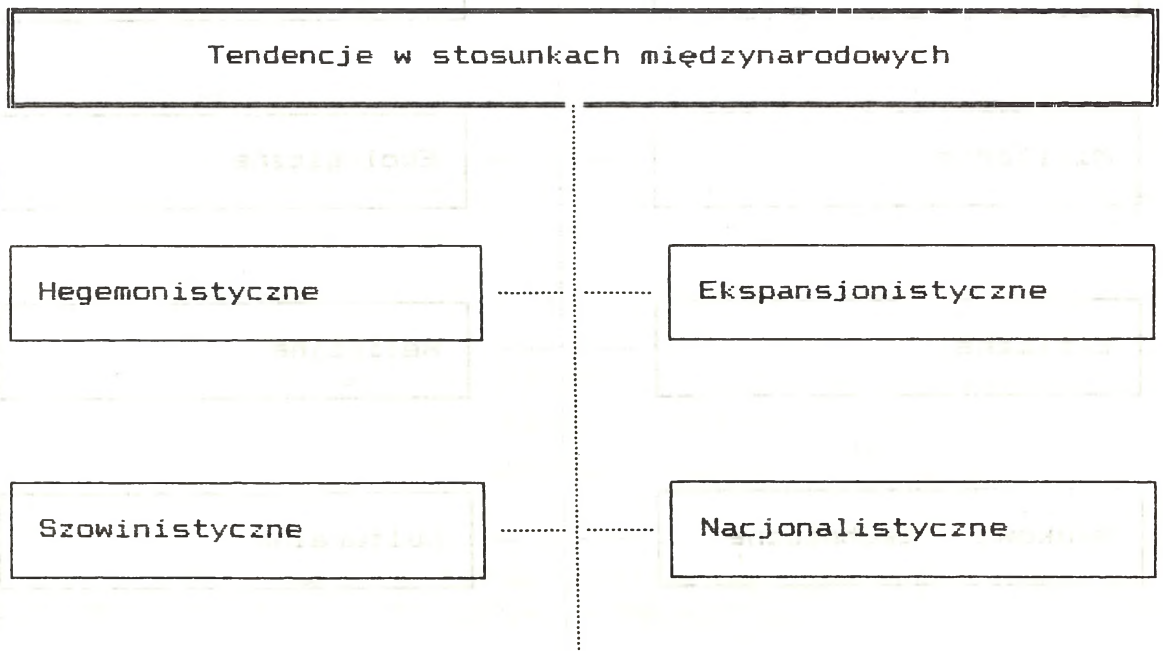 Tendencje w stosunkach międzynarodowych
Hegemonistyczne
Ekspansjonistyczne
Szowinistyczne
Nacjonalistyczne